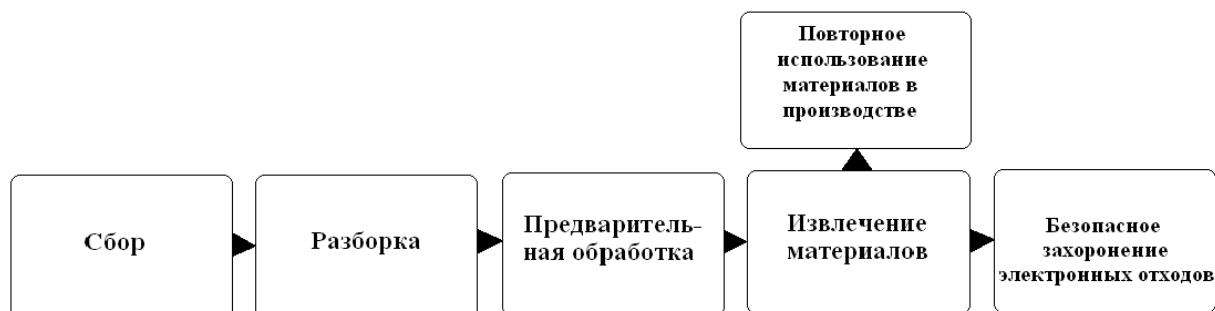 Повторное
использование
материалов в
производстве
Сбор
Разборка
Предваритель-
ная обработка
Извлечение
материалов
Безопасное
захоронение
электронных отходов